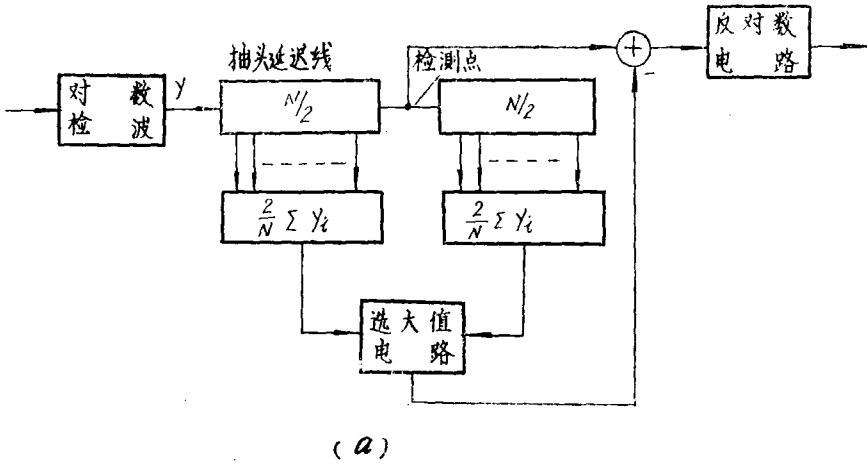 反对数
电路
抽头延迟线
检测点
对数
检波
Y
N/2
N/2
-
2/N Σ Yi
2/N Σ Yi
选大值
电路
(a)